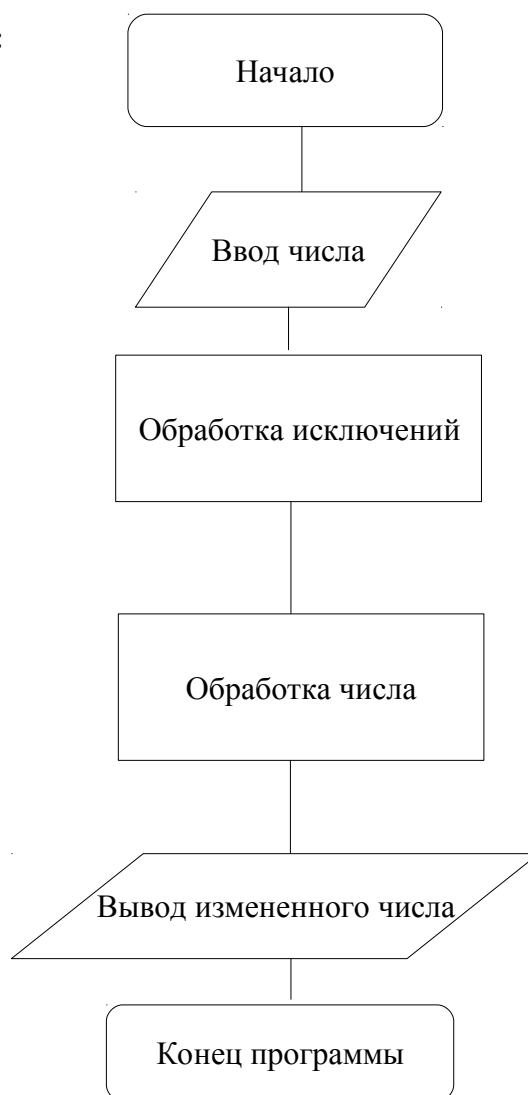 :
Начало
Ввод числа
Обработка исключений
Обработка числа
Вывод измененного числа
Конец программы